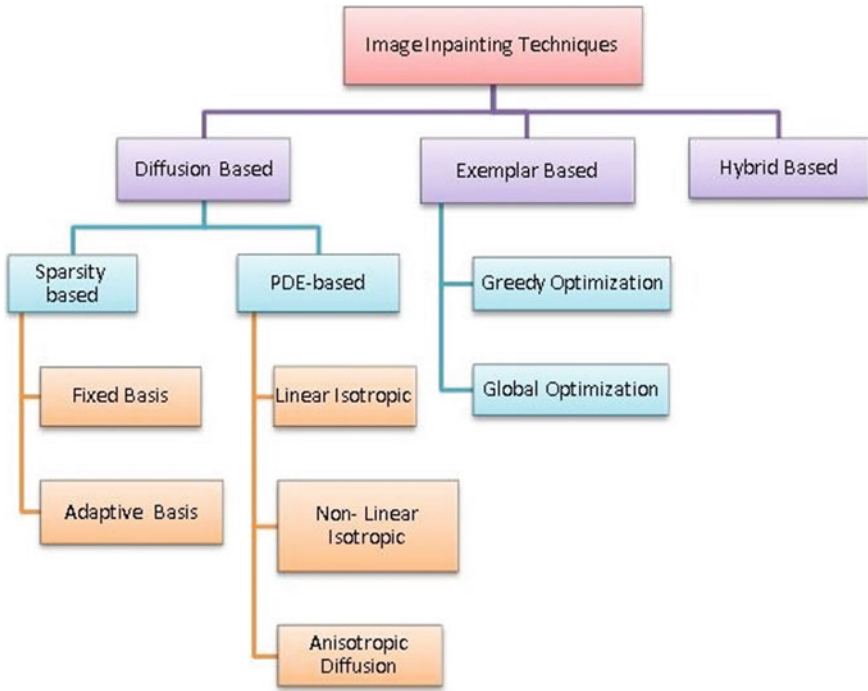 Image Inpainting Techniques
Diffusion Based
Exemplar Based
Hybrid Based
Sparsity
based
PDE-based
Greedy Optimization
Fixed Basis
Linear Isotropic
Global Optimization
Adaptive Basis
Non- Linear
Isotropic
Anisotropic
Diffusion